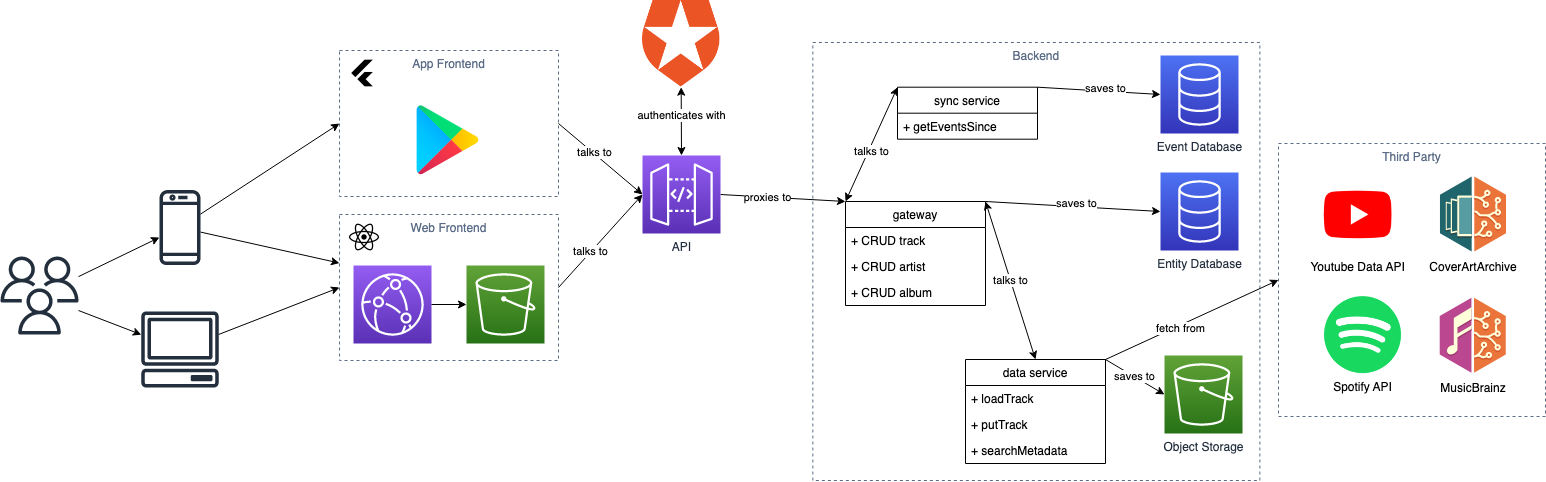 App Frontend
Web Frontend
talks to
talks to
authenticates with
API
proxies to
Backend
sync service
+ getEventsSince
talks to
saves to
Event Database
gateway
+ CRUD track
+ CRUD artist
+ CRUD album
saves to
Entity Database
talks to
data service
+ loadTrack
+ putTrack
+ searchMetadata
fetch from
saves to
Object Storage
Third Party
Youtube Data API
CoverArtArchive
Spotify API
MusicBrainz